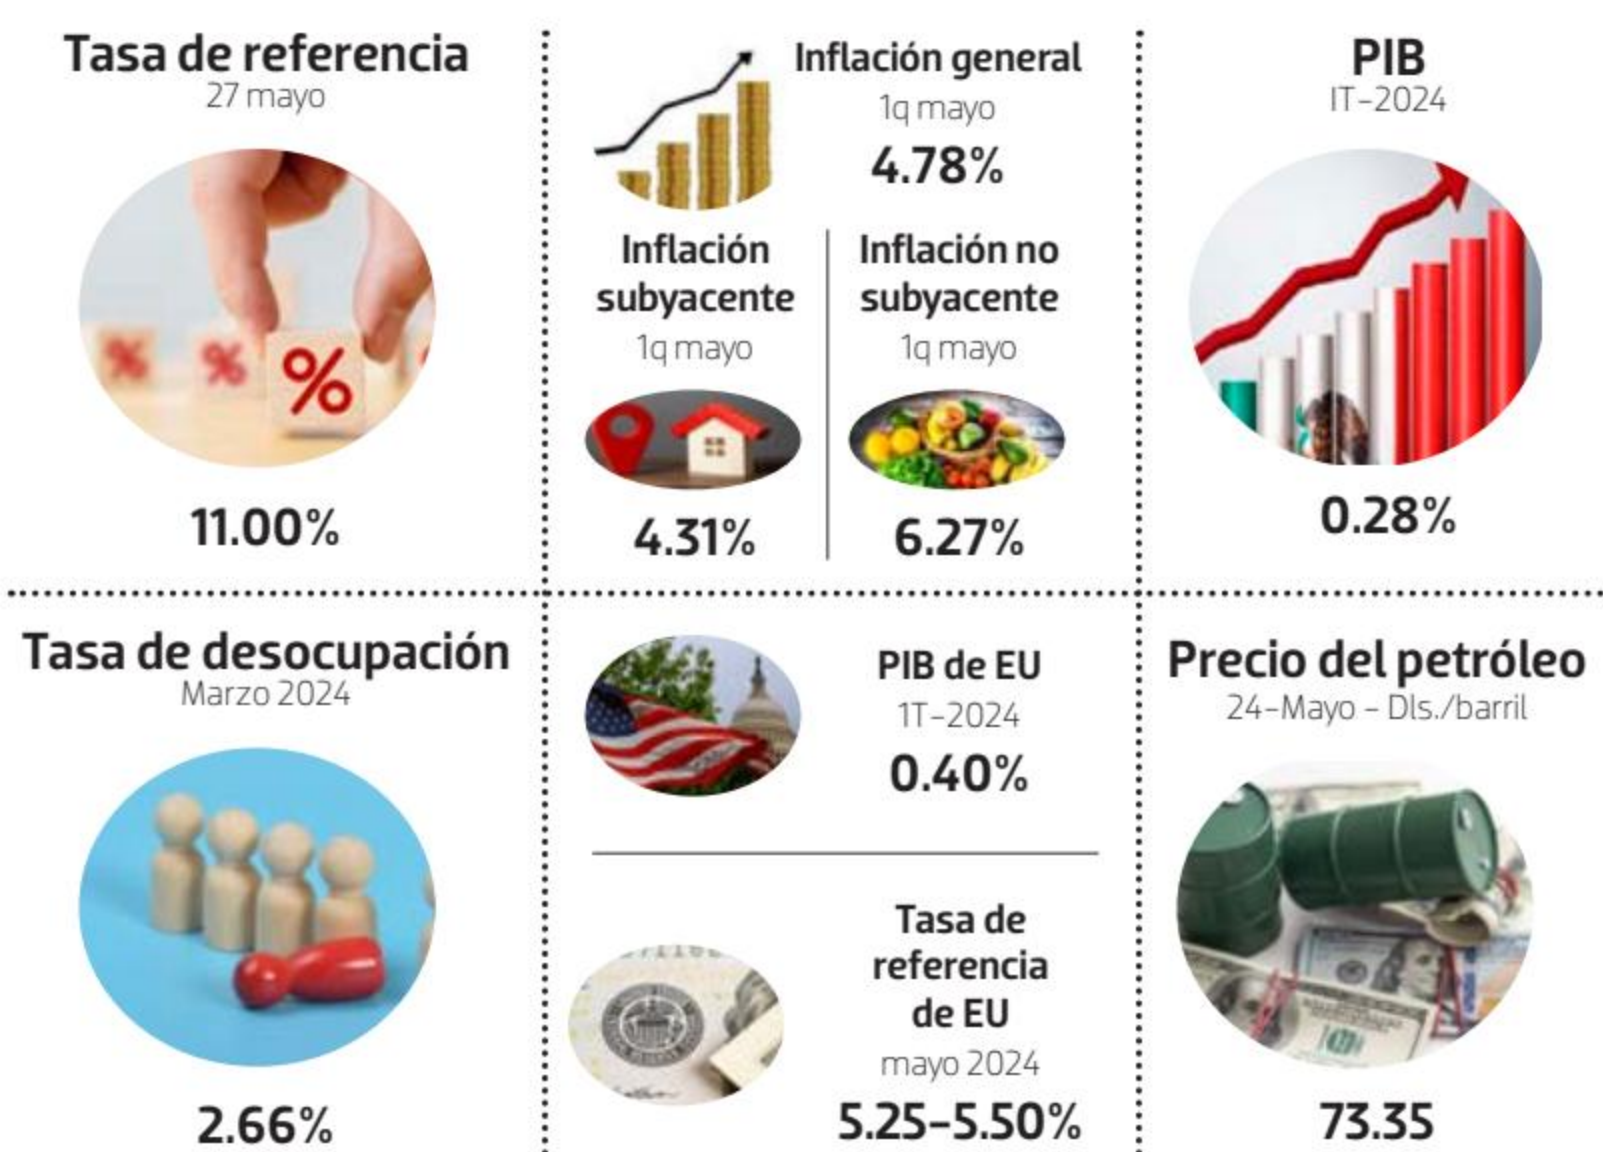 Tasa de referencia
27 mayo
%
%
%
11.00%
Inflación general
1q mayo
4.78%
Inflación
subyacente
1q mayo
4.31%
Inflación no
subyacente
1q mayo
6.27%
PIB
IT-2024
0.28%
Tasa de desocupación
Marzo 2024
2.66%
PIB de EU
1T-2024
0.40%
Tasa de
referencia
de EU
mayo 2024
5.25-5.50%
Precio del petróleo
24-Mayo - Dls./barril
73.35